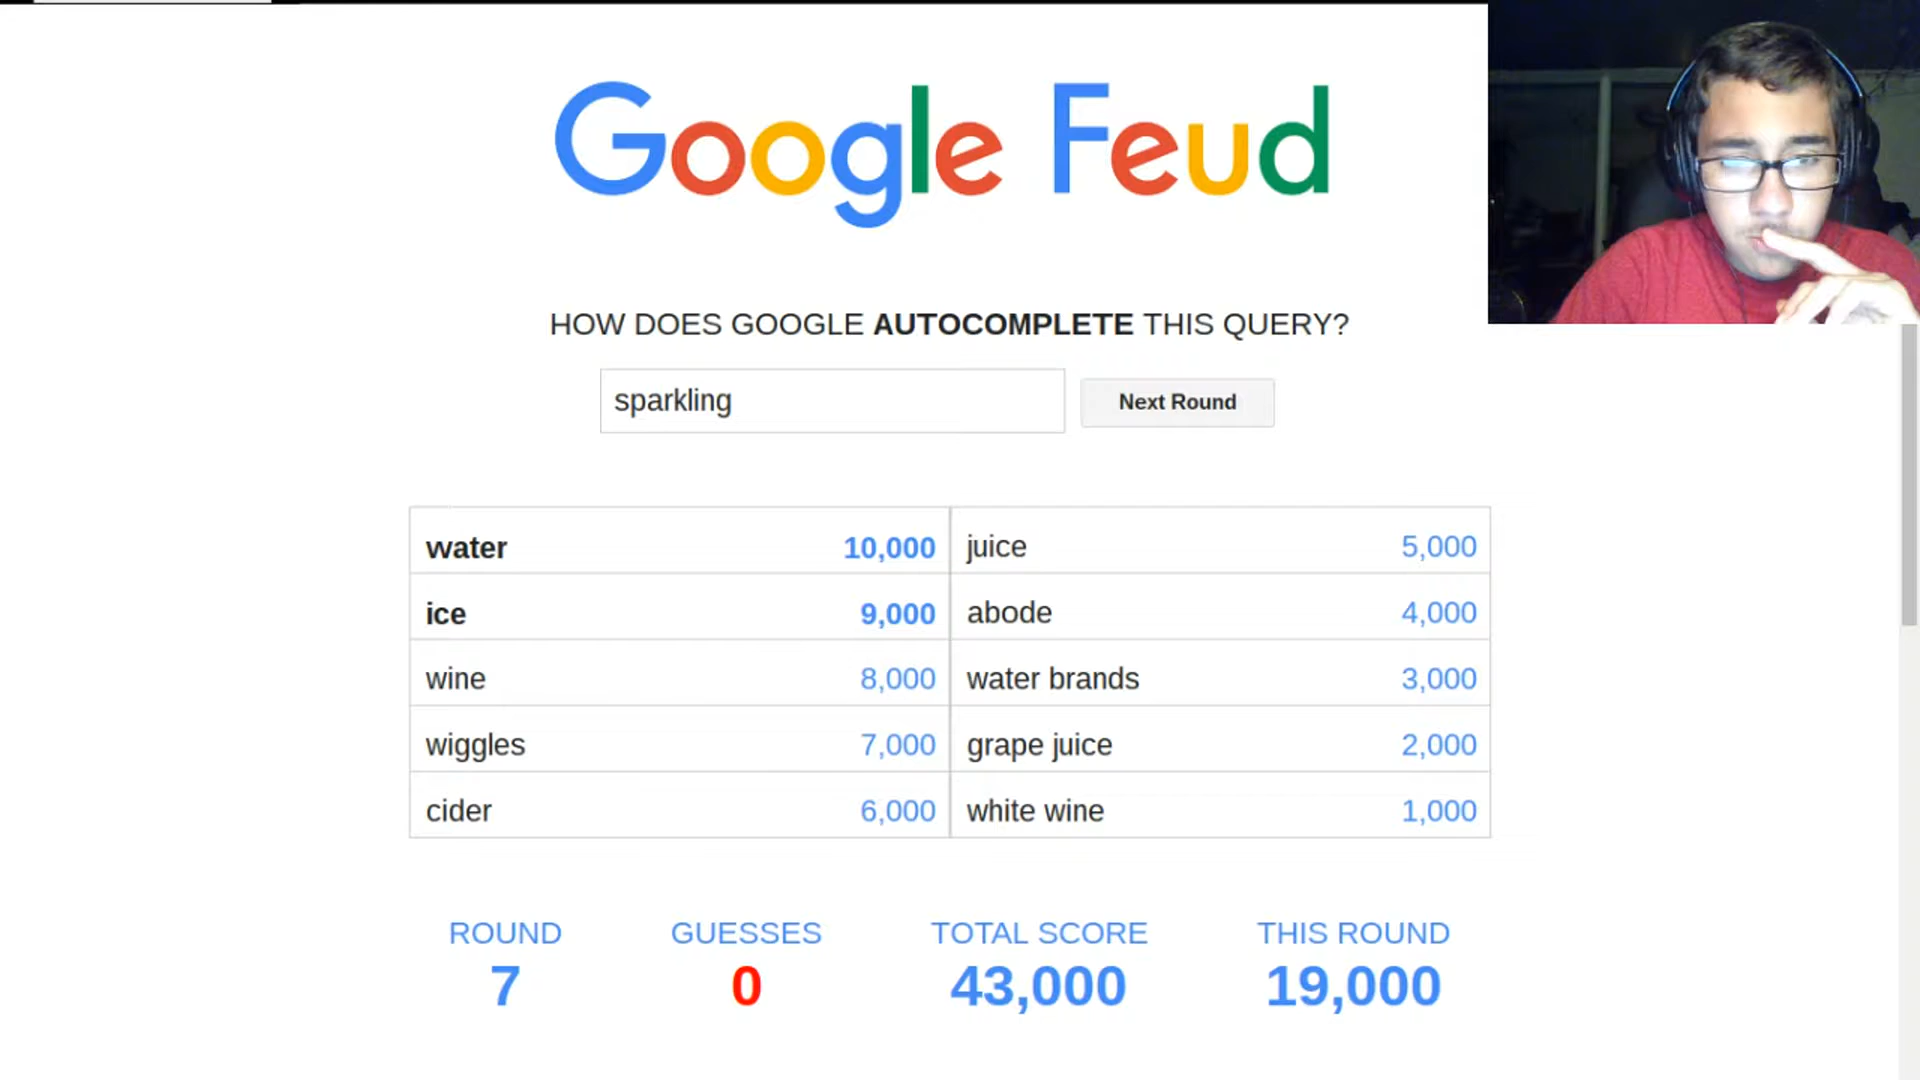 Google Feud
HOW DOES GOOGLE AUTOCOMPLETE THIS QUERY?
sparkling
Next Round
water 10,000
juice 5,000
ice 9,000
abode 4,000
wine 8,000
water brands 3,000
wiggles 7,000
grape juice 2,000
cider 6,000
white wine 1,000
ROUND GUESSES TOTAL SCORE THIS ROUND
7 0 43,000 19,000